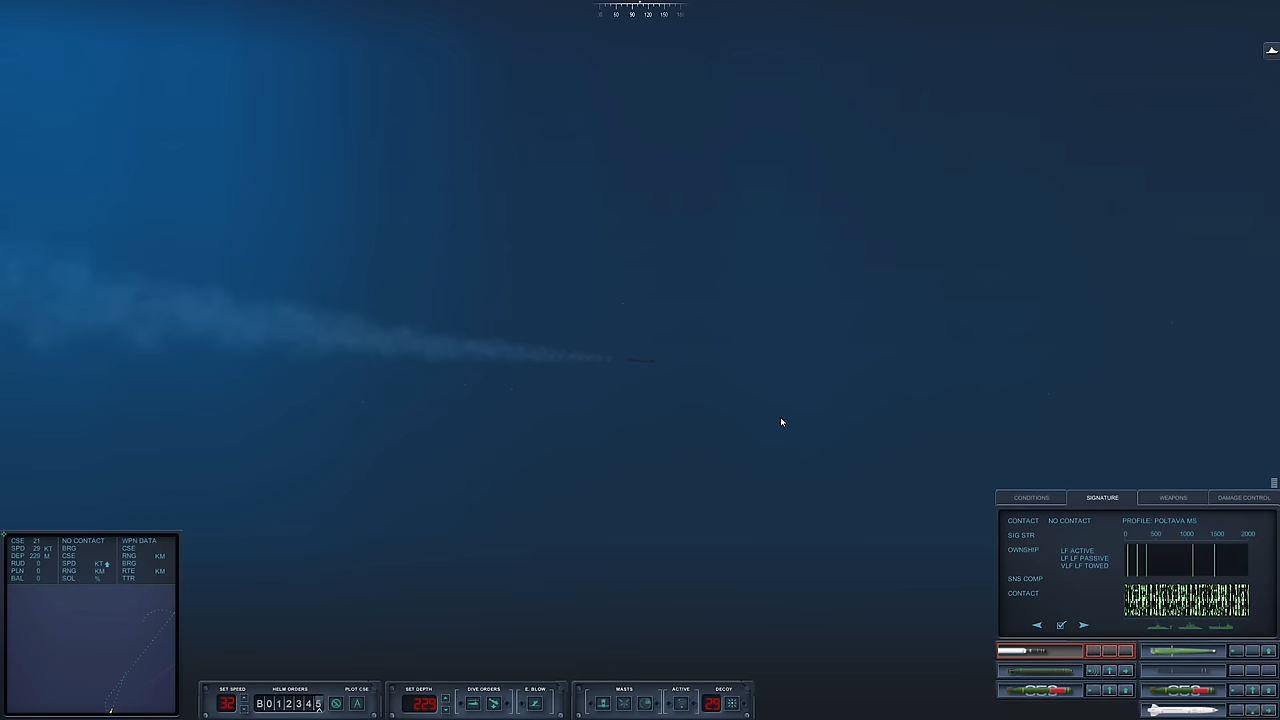 30 60 90 120 150 180
CONDITIONS SIGNATURE WEAPONS DAMAGE CONTROL
CONTACT NO CONTACT PROFILE: POLTAVA MS
SIG STR 0 500 1000 1500 2000
OWNSHIP LF ACTIVE
LF LF PASSIVE
VLF LF TOWED
SNS COMP
CONTACT
CSE 21 NO CONTACT WPN DATA
SPD 29 KT BRG CSE
DEP 229 M CSE RNG KM
RUD 0 SPD KT BRG
PLN 0 RNG KM RTE KM
BAL 0 SOL % TTR
SET SPEED HELM ORDERS PLOT CSE SET DEPTH DIVE ORDERS E. BLOW MASTS ACTIVE DECOY
32 B 0 1 2 3 4 5 229 29